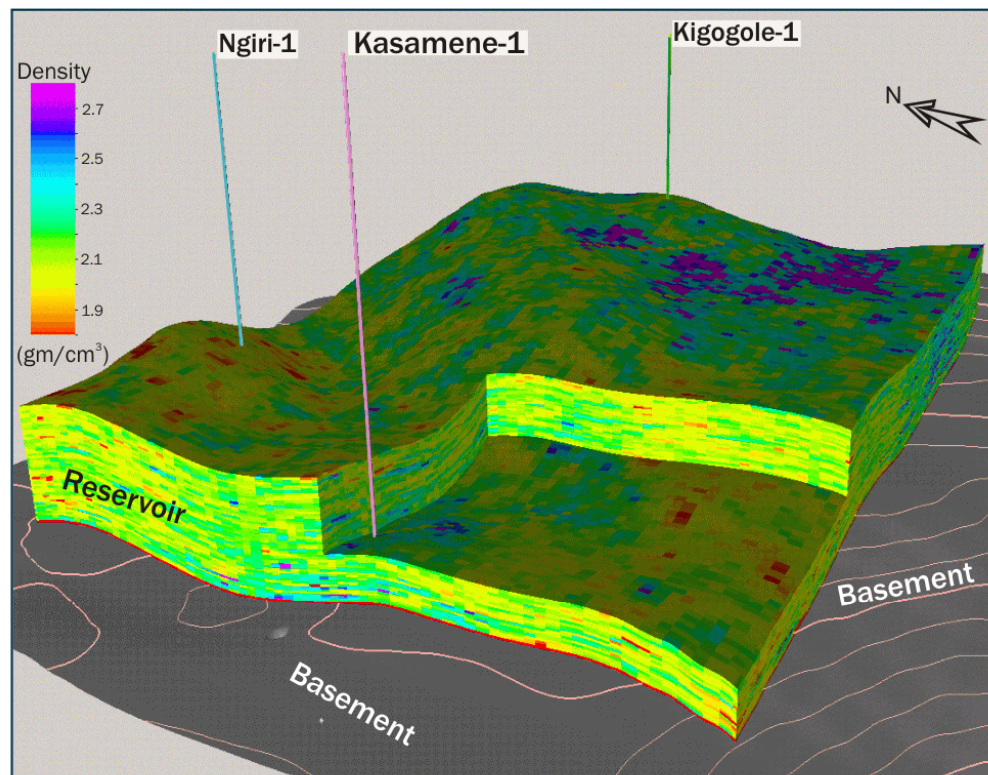 Ngiri-1
Kasamene-1
Kigogole-1
Density
N
2.7
2.5
2.3
2.1
1.9
(gm/cm³)
Reservoir
Basement
Basement